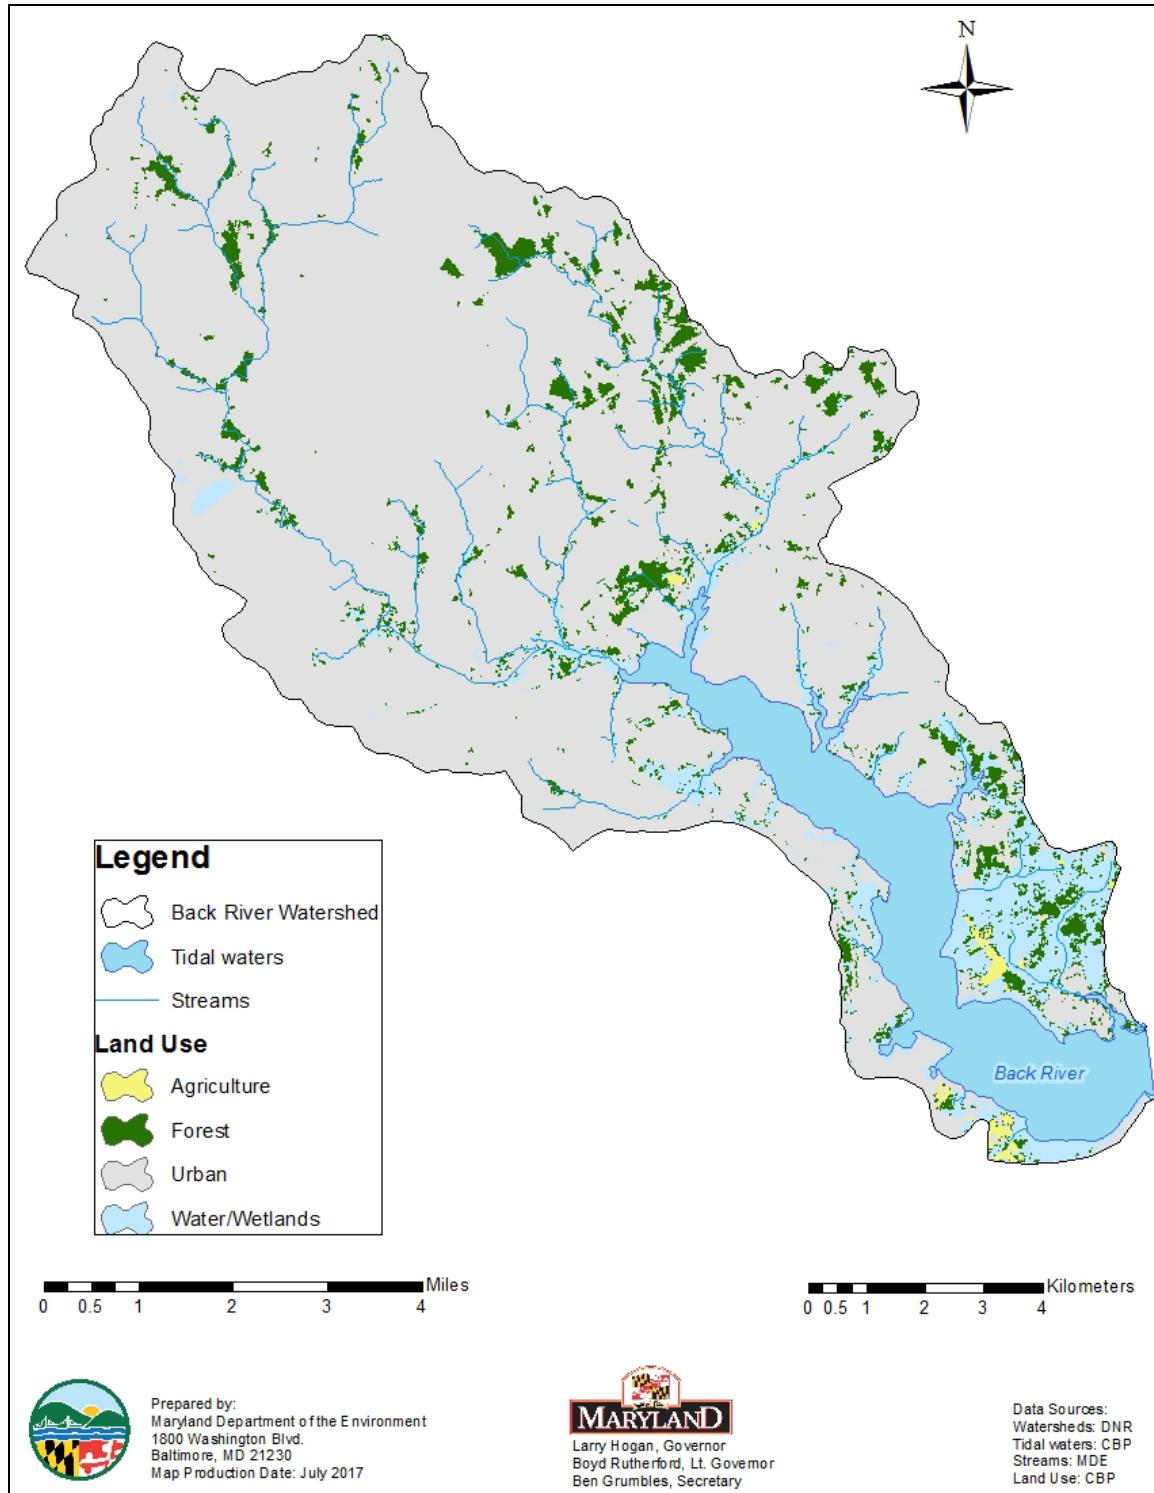 N
Legend
Back River Watershed
Tidal waters
Streams
Land Use
Agriculture
Forest
Urban
Water/Wetlands
Back River
Miles
0 0.5 1 2 3 4
Kilometers
0 0.5 1 2 3 4
Prepared by:
Maryland Department of the Environment
1800 Washington Blvd.
Baltimore, MD 21230
Map Production Date: July 2017
MARYLAND
Larry Hogan, Governor
Boyd Rutherford, Lt. Governor
Ben Grumbles, Secretary
Data Sources:
Watersheds: DNR
Tidal waters: CBP
Streams: MDE
Land Use: CBP